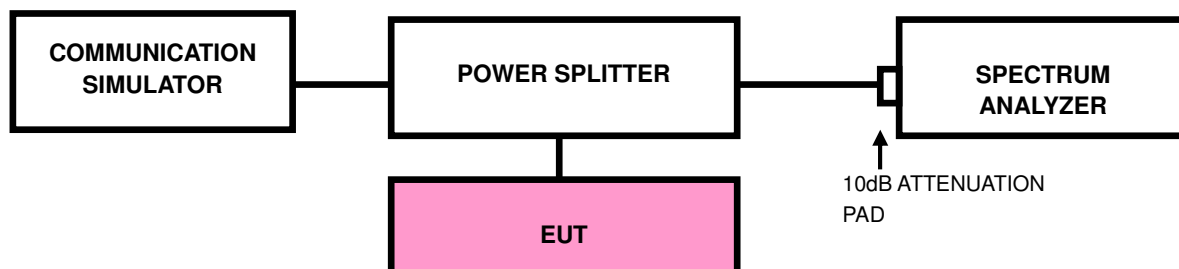 COMMUNICATION
SIMULATOR
POWER SPLITTER
SPECTRUM
ANALYZER
10dB ATTENUATION
PAD
EUT